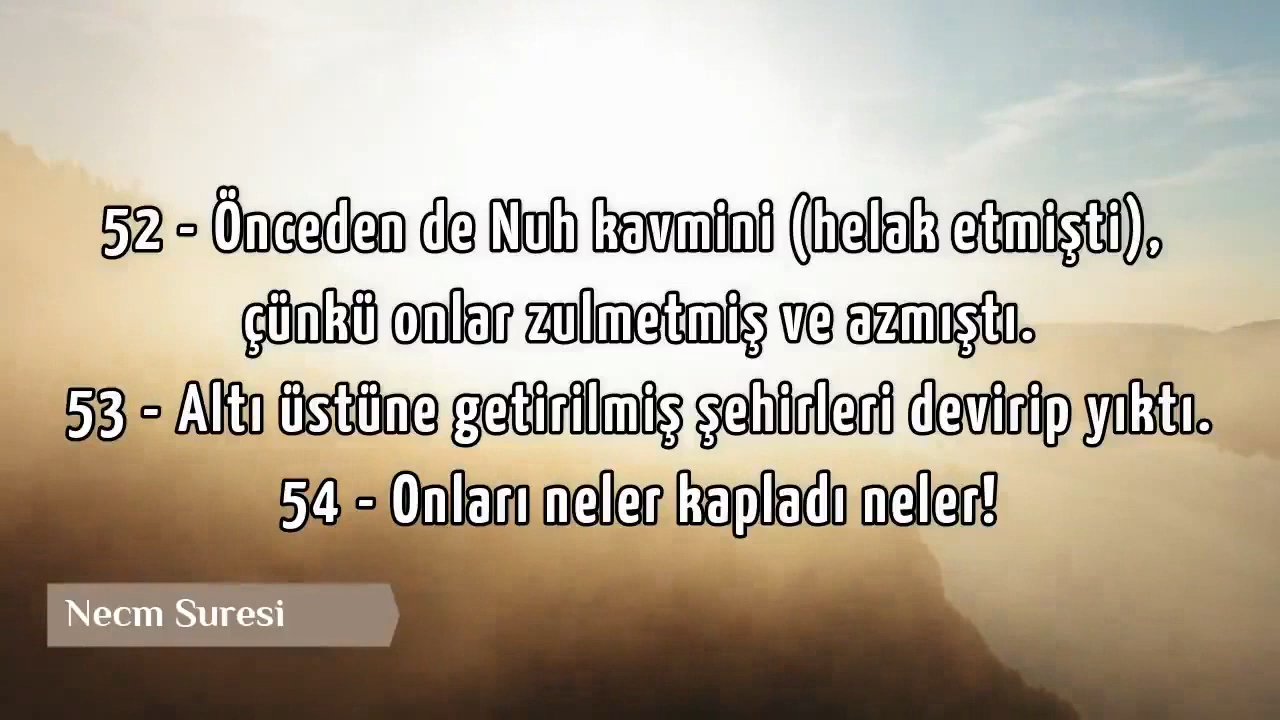 52 - Önceden de Nuh kavmini (helak etmişti),
çünkü onlar zulmetmiş ve azmıştı.
53 - Altı üstüne getirilmiş şehirleri devirip yıktı.
54 - Onları neler kapladı neler!
Necm Suresi